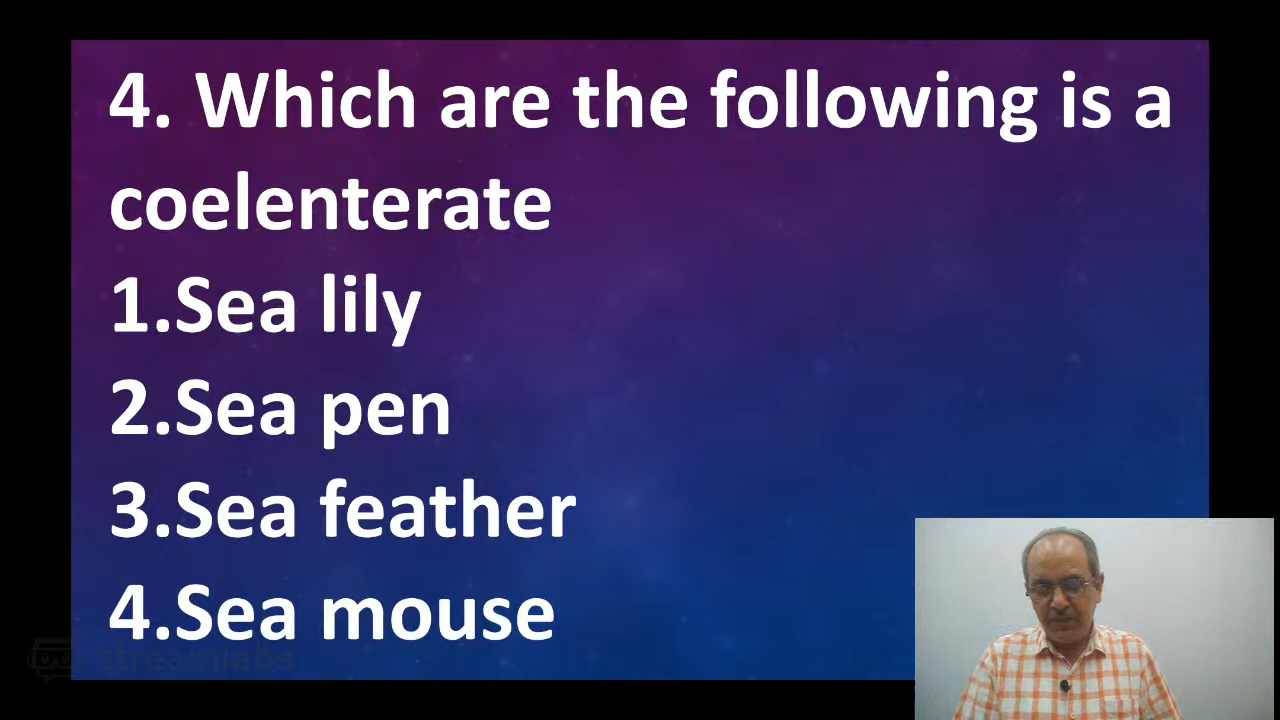 4. Which are the following is a
coelenterate
1.Sea lily
2.Sea pen
3.Sea feather
4.Sea mouse
streamlabs